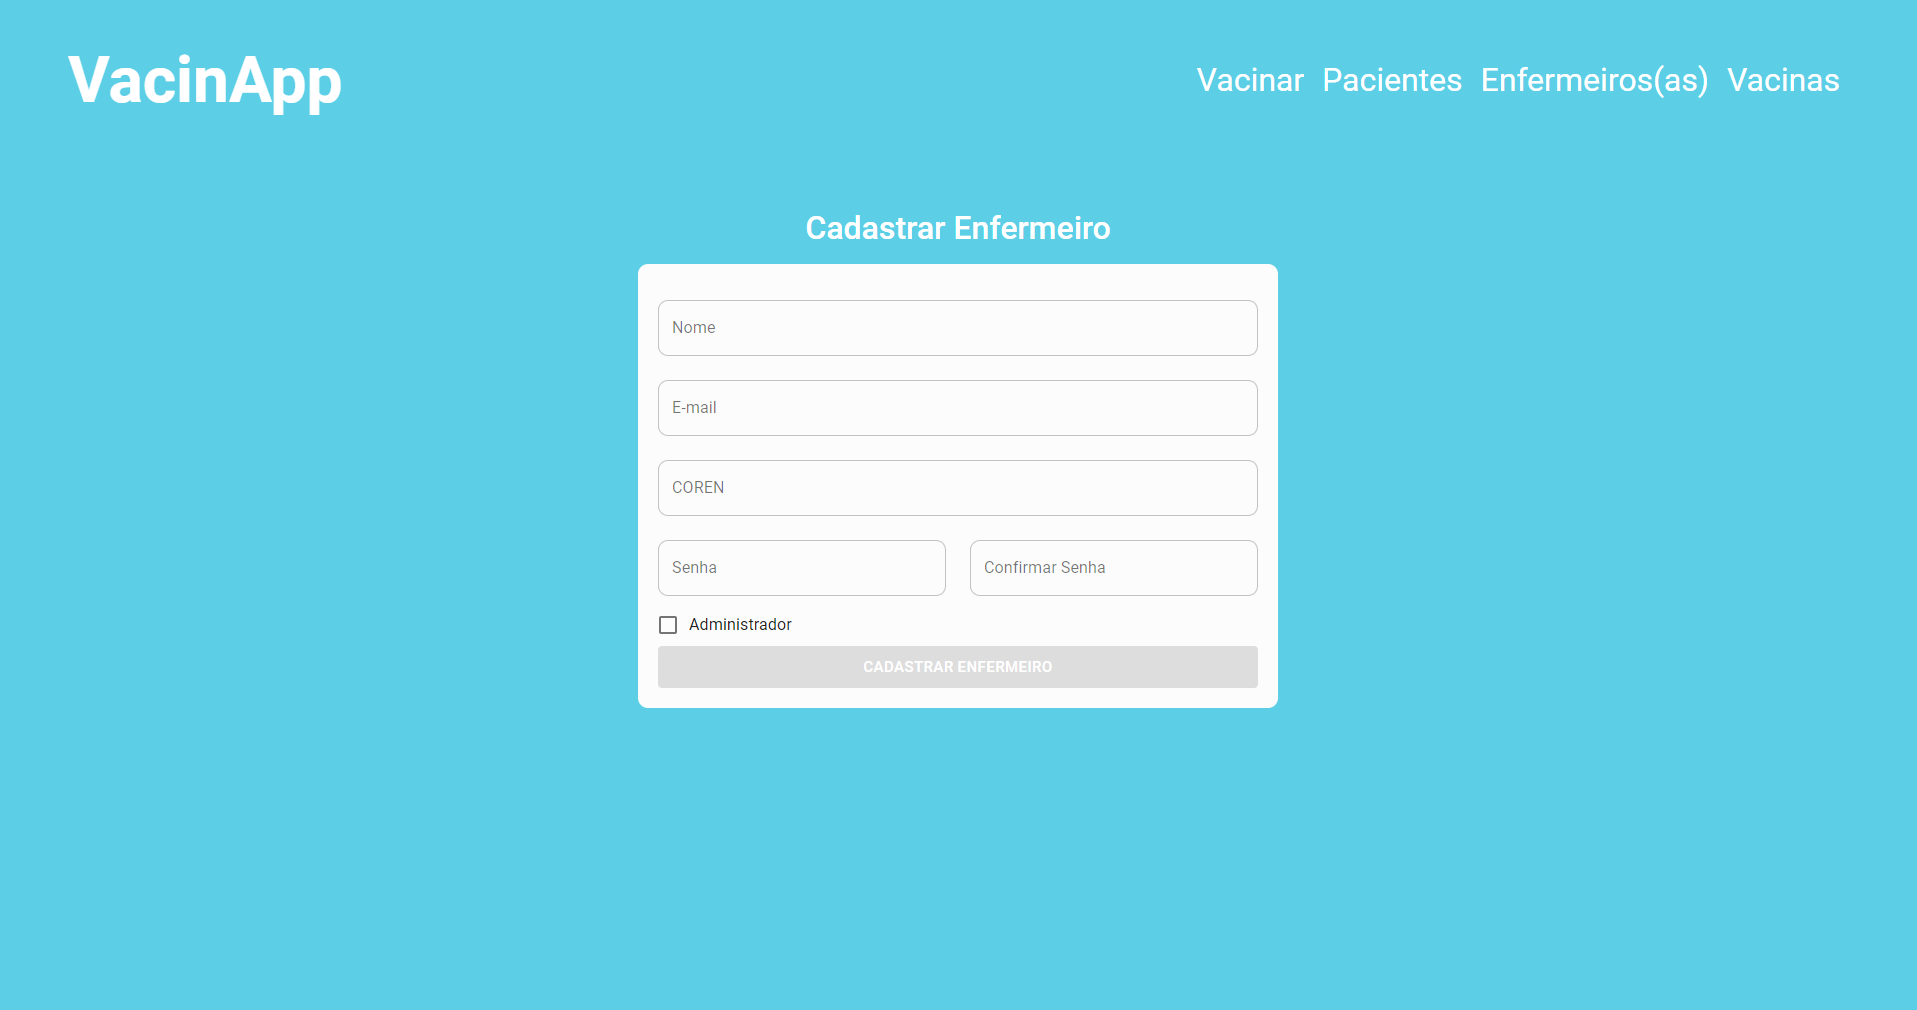 VacinApp
Vacinar Pacientes Enfermeiros(as) Vacinas
Cadastrar Enfermeiro
Nome
E-mail
COREN
Senha Confirmar Senha
Administrador
CADASTRAR ENFERMEIRO